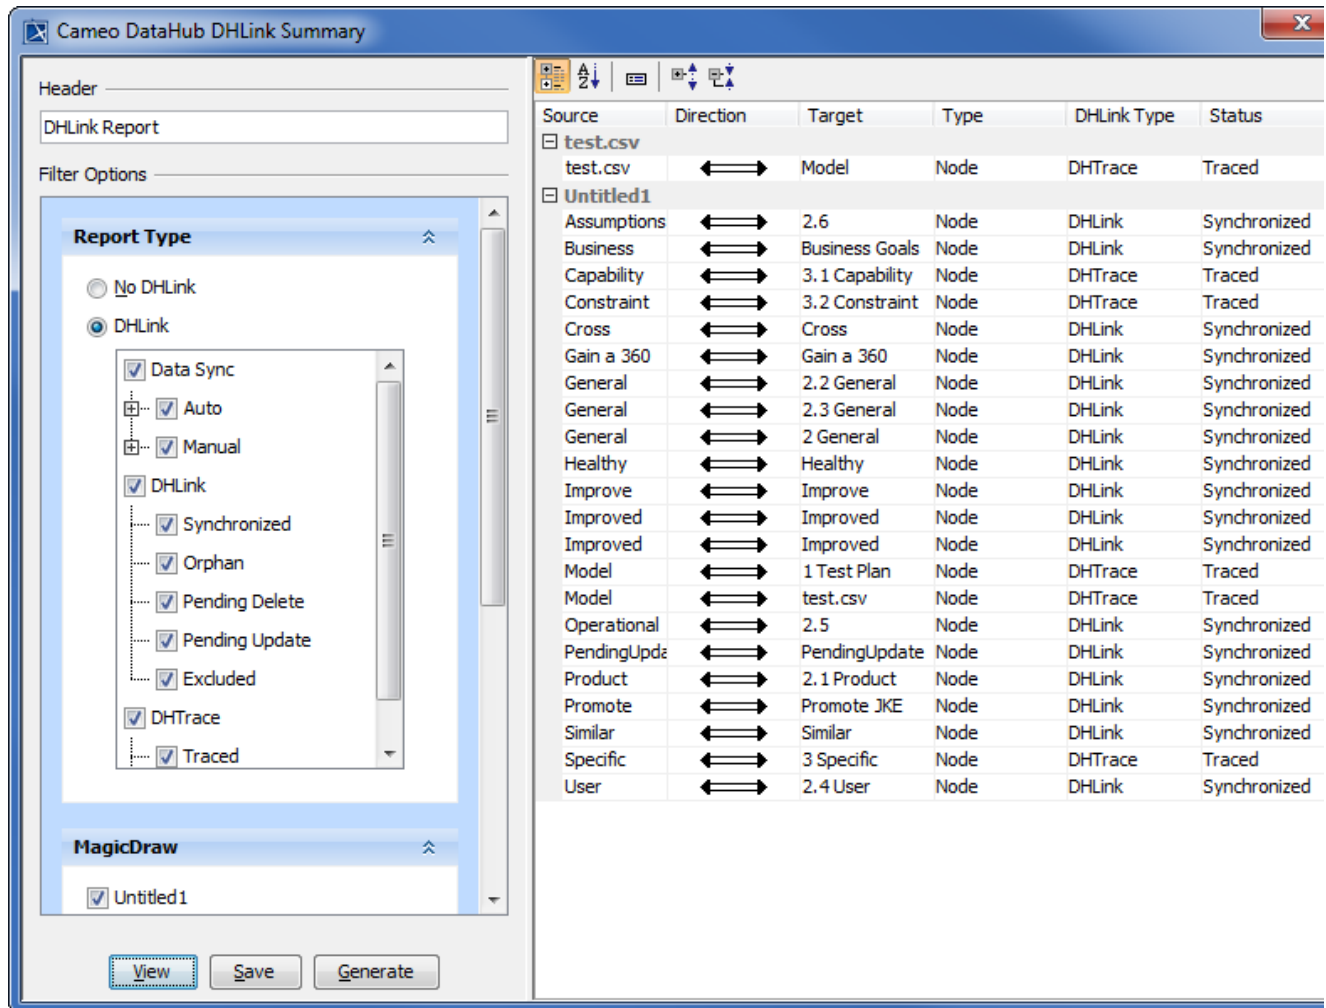 Cameo DataHub DHLink Summary
Header
DHLink Report
Filter Options
Report Type
No DHLink
DHLink
Data Sync
Auto
Manual
DHLink
Synchronized
Orphan
Pending Delete
Pending Update
Excluded
DHTrace
Traced
MagicDraw
Untitled1
View Save Generate
Source Direction Target Type DHLink Type Status
test.csv
test.csv Model Node DHTrace Traced
Untitled1
Assumptions 2.6 Node DHLink Synchronized
Business Business Goals Node DHLink Synchronized
Capability 3.1 Capability Node DHTrace Traced
Constraint 3.2 Constraint Node DHTrace Traced
Cross Cross Node DHLink Synchronized
Gain a 360 Gain a 360 Node DHLink Synchronized
General 2.2 General Node DHLink Synchronized
General 2.3 General Node DHLink Synchronized
General 2 General Node DHLink Synchronized
Healthy Healthy Node DHLink Synchronized
Improve Improve Node DHLink Synchronized
Improved Improved Node DHLink Synchronized
Improved Improved Node DHLink Synchronized
Model 1 Test Plan Node DHTrace Traced
Model test.csv Node DHTrace Traced
Operational 2.5 Node DHLink Synchronized
PendingUpda PendingUpdate Node DHLink Synchronized
Product 2.1 Product Node DHLink Synchronized
Promote Promote JKE Node DHLink Synchronized
Similar Similar Node DHLink Synchronized
Specific 3 Specific Node DHTrace Traced
User 2.4 User Node DHLink Synchronized